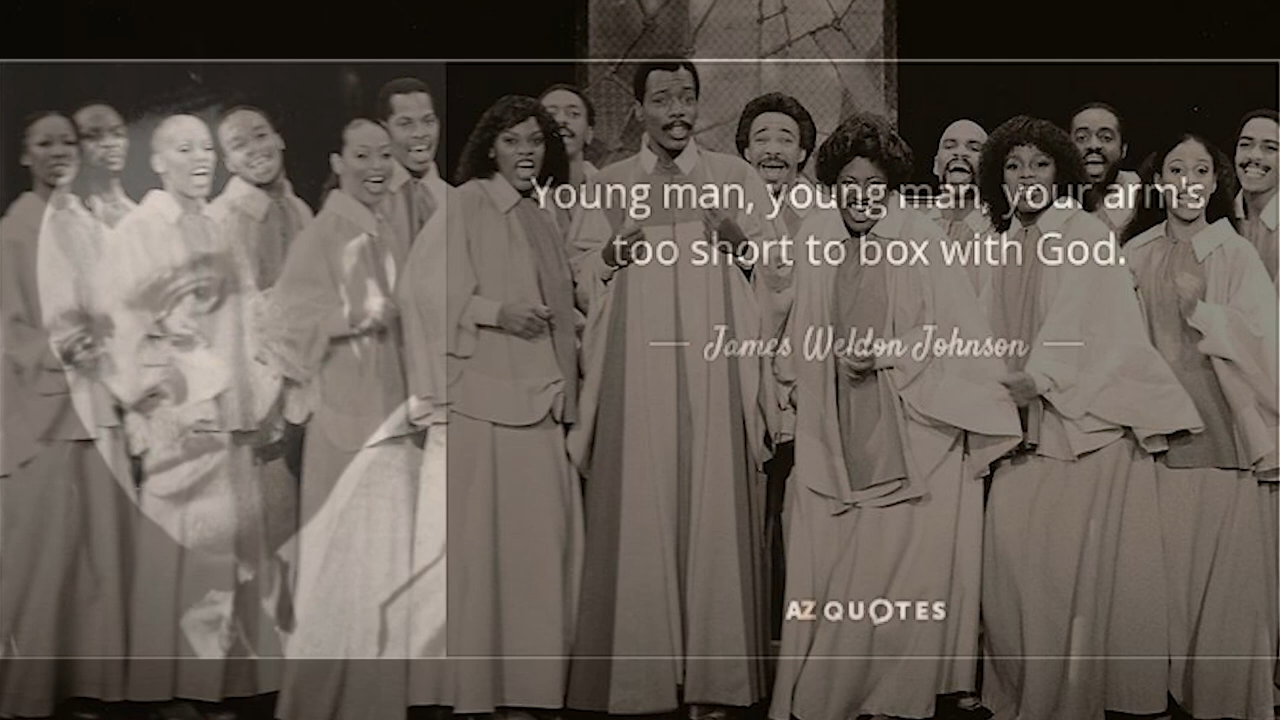 Young man, young man, your arm's
too short to box with God.
James Weldon Johnson
AZ QUOTES